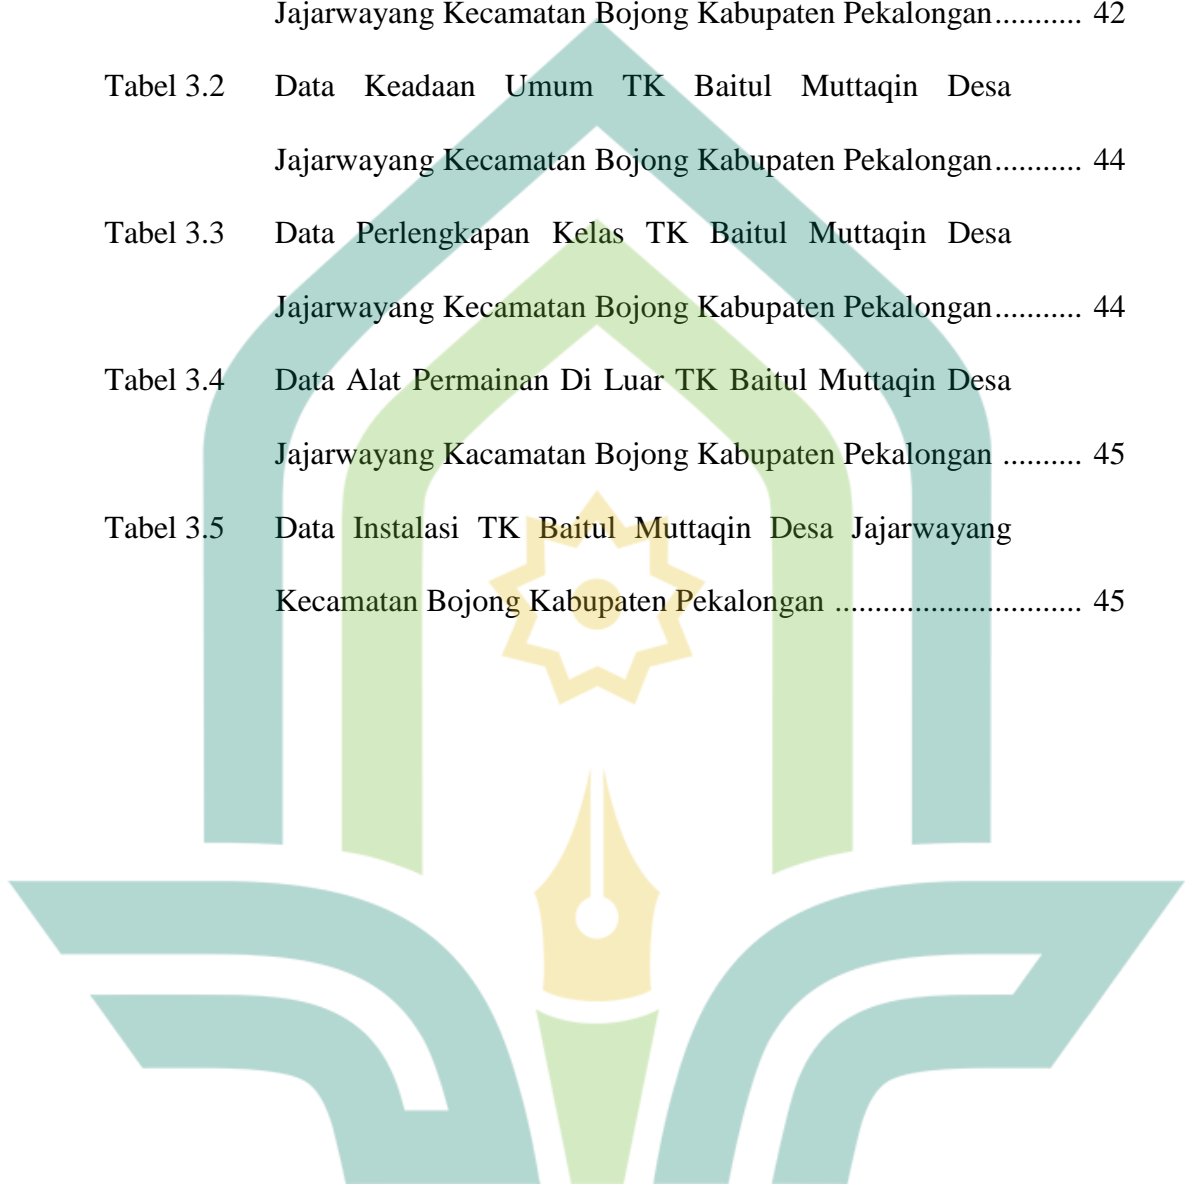 Jajarwayang Kecamatan Bojong Kabupaten Pekalongan........... 42
Tabel 3.2 Data Keadaan Umum TK Baitul Muttaqin Desa
Jajarwayang Kecamatan Bojong Kabupaten Pekalongan........... 44
Tabel 3.3 Data Perlengkapan Kelas TK Baitul Muttaqin Desa
Jajarwayang Kecamatan Bojong Kabupaten Pekalongan........... 44
Tabel 3.4 Data Alat Permainan Di Luar TK Baitul Muttaqin Desa
Jajarwayang Kacamatan Bojong Kabupaten Pekalongan .......... 45
Tabel 3.5 Data Instalasi TK Baitul Muttaqin Desa Jajarwayang
Kecamatan Bojong Kabupaten Pekalongan ............................... 45